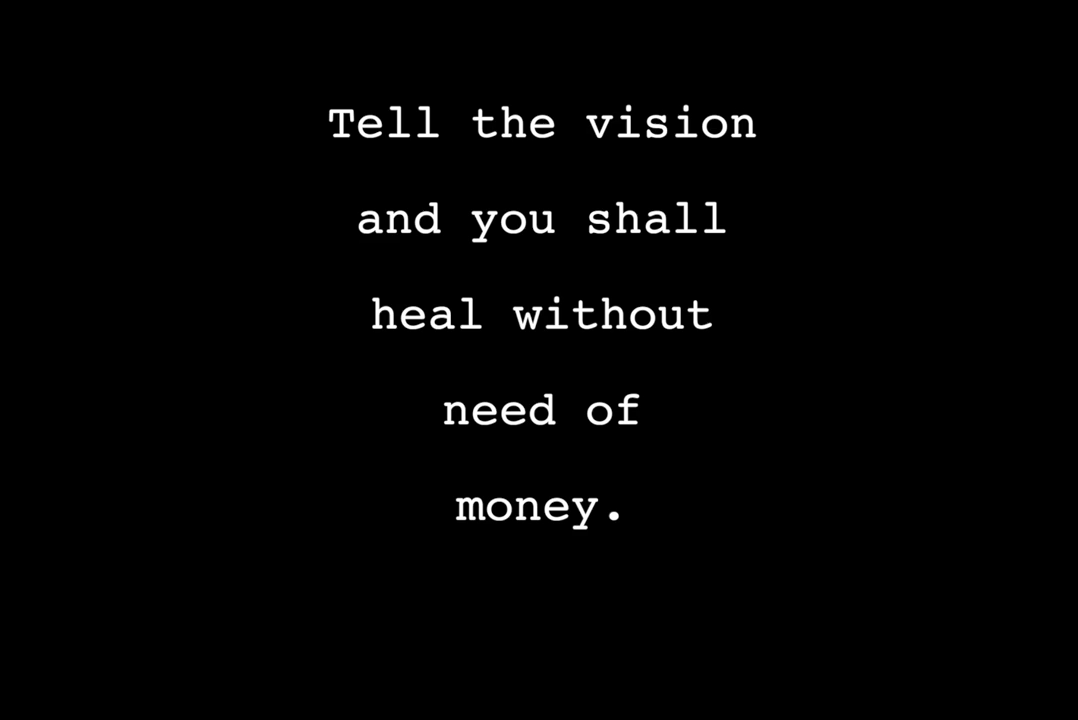 Tell the vision
and you shall
heal without
need of
money.